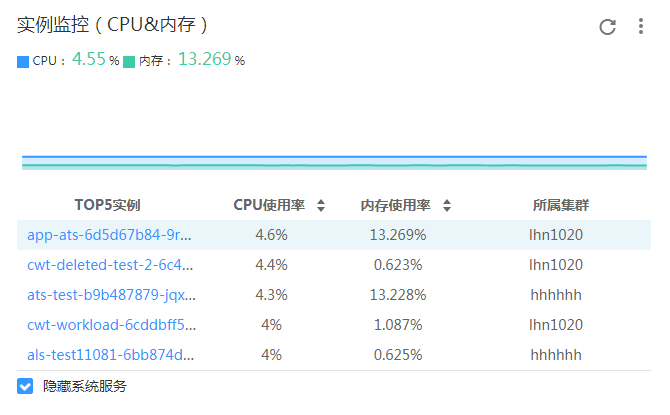 实例监控（CPU&内存）
CPU： 4.55 % 内存： 13.269 %
TOP5实例 CPU使用率 内存使用率 所属集群
app-ats-6d5d67b84-9r... 4.6% 13.269% lhn1020
cwt-deleted-test-2-6c4... 4.4% 0.623% lhn1020
ats-test-b9b487879-jqx... 4.3% 13.228% hhhhhh
cwt-workload-6cddbff5... 4% 1.087% lhn1020
als-test11081-6bb874d... 4% 0.625% hhhhhh
隐藏系统服务